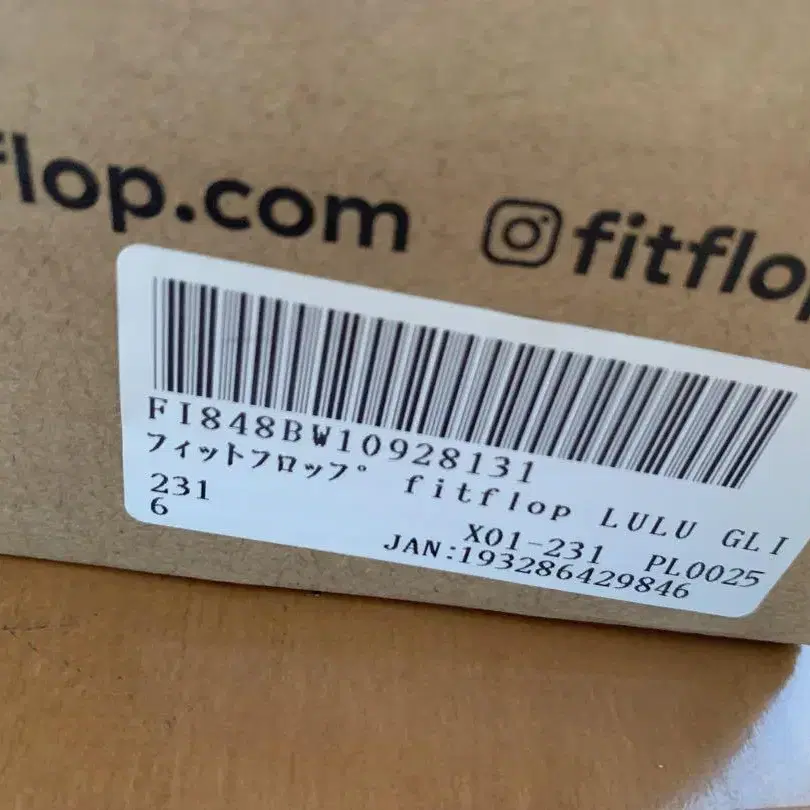 flop.com
fitflop
FI848BW10928131
フィットフロップ fitflop LULU GLI
231 X01-231 PL0025
6 JAN:193286429846